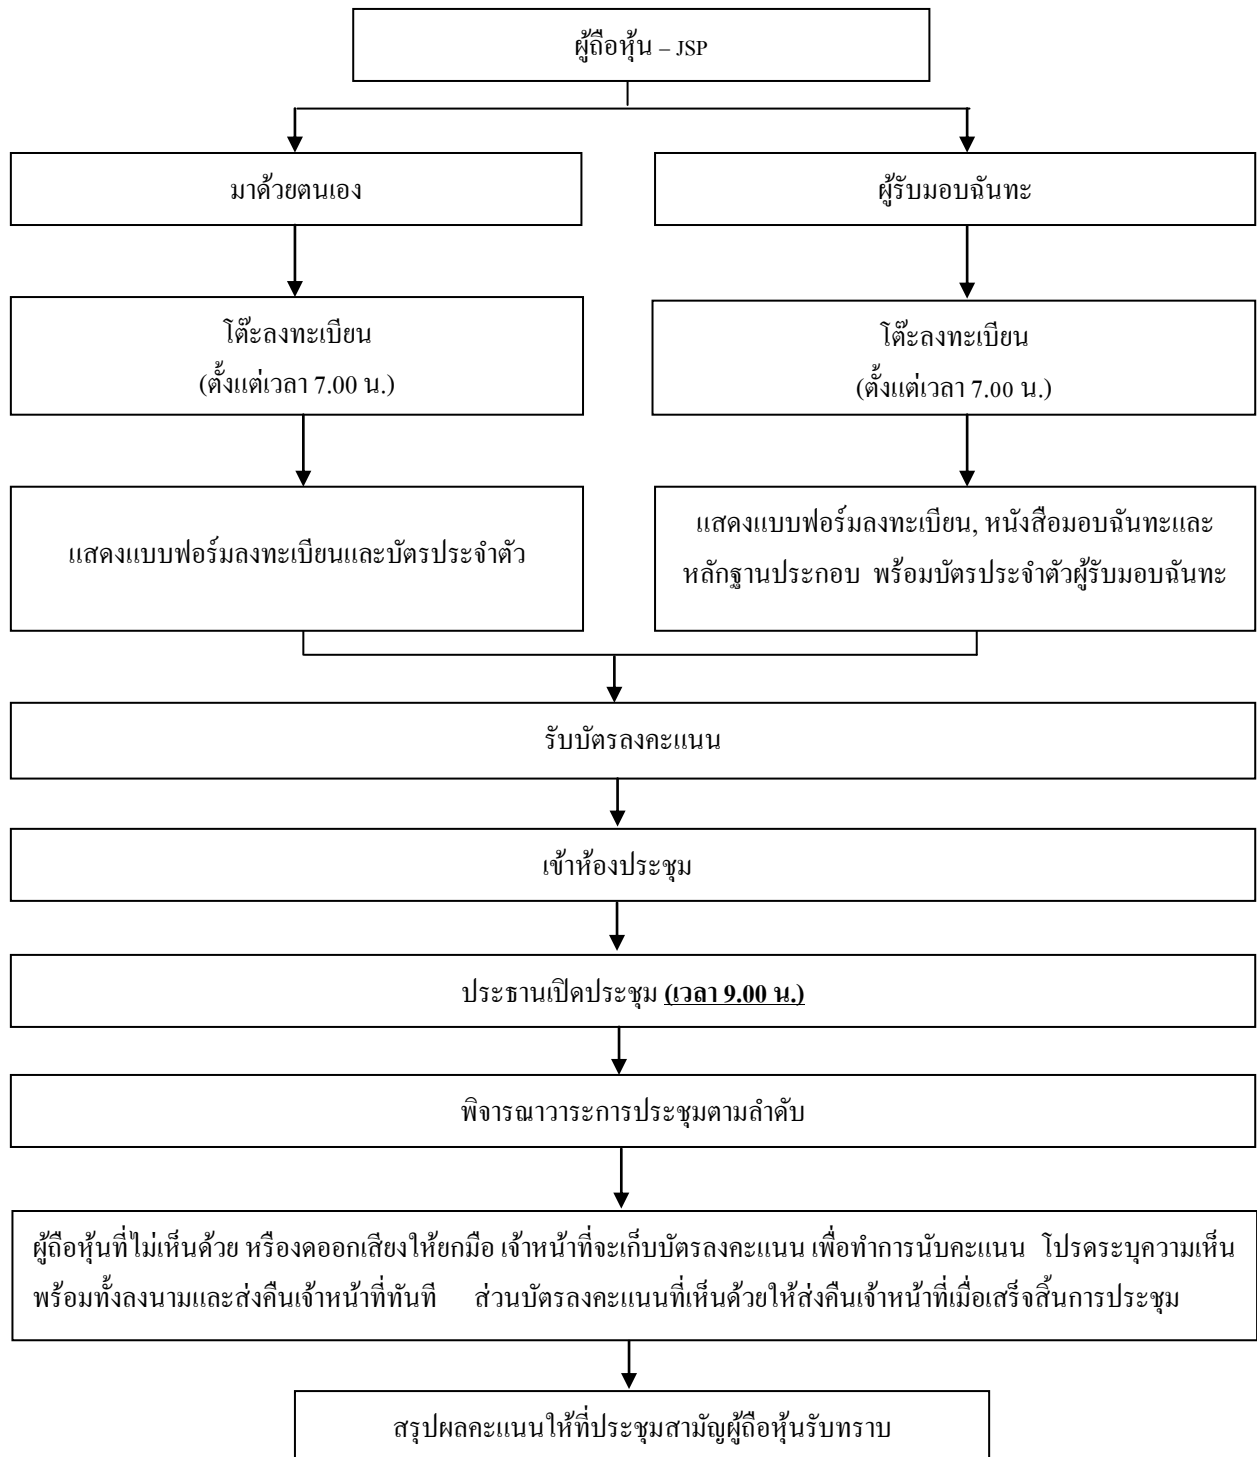 ผู้ถือหุ้น – JSP
มาด้วยตนเอง
ผู้รับมอบฉันทะ
โต๊ะลงทะเบียน
(ตั้งแต่เวลา 7.00 น.)
โต๊ะลงทะเบียน
(ตั้งแต่เวลา 7.00 น.)
แสดงแบบฟอร์มลงทะเบียนและบัตรประจำตัว
แสดงแบบฟอร์มลงทะเบียน, หนังสือมอบฉันทะและ
หลักฐานประกอบ พร้อมบัตรประจำตัวผู้รับมอบฉันทะ
รับบัตรลงคะแนน
เข้าห้องประชุม
ประธานเปิดประชุม (เวลา 9.00 น.)
พิจารณาวาระการประชุมตามลำดับ
ผู้ถือหุ้นที่ไม่เห็นด้วย หรืองดออกเสียงให้ยกมือ เจ้าหน้าที่จะเก็บบัตรลงคะแนน เพื่อทำการนับคะแนน โปรดระบุความเห็น
พร้อมทั้งลงนามและส่งคืนเจ้าหน้าที่ทันที ส่วนบัตรลงคะแนนที่เห็นด้วยให้ส่งคืนเจ้าหน้าที่เมื่อเสร็จสิ้นการประชุม
สรุปผลคะแนนให้ที่ประชุมสามัญผู้ถือหุ้นรับทราบ